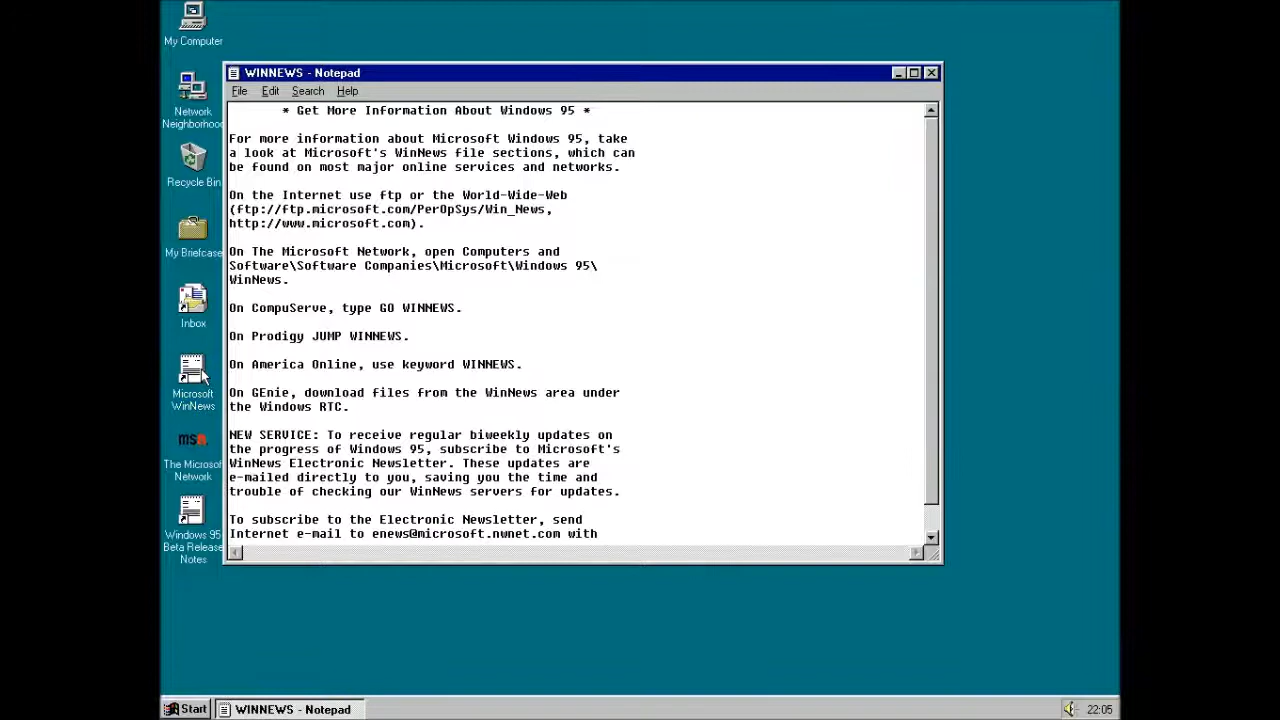 My Computer
Network
Neighborhood
Recycle Bin
My Briefcase
Inbox
Microsoft
WinNews
msn
The Microsof
Network
Windows 95
Beta Release
Notes
WINNEWS - Notepad
File Edit Search Help
* Get More Information About Windows 95 *
For more information about Microsoft Windows 95, take
a look at Microsoft's WinNews file sections, which can
be found on most major online services and networks.
On the Internet use ftp or the World-Wide-Web
(ftp://ftp.microsoft.com/PerOpSys/Win_News,
http://www.microsoft.com).
On The Microsoft Network, open Computers and
Software\Software Companies\Microsoft\Windows 95\
WinNews.
On CompuServe, type GO WINNEWS.
On Prodigy JUMP WINNEWS.
On America Online, use keyword WINNEWS.
On GEnie, download files from the WinNews area under
the Windows RTC.
NEW SERVICE: To receive regular biweekly updates on
the progress of Windows 95, subscribe to Microsoft's
WinNews Electronic Newsletter. These updates are
e-mailed directly to you, saving you the time and
trouble of checking our WinNews servers for updates.
To subscribe to the Electronic Newsletter, send
Internet e-mail to enews@microsoft.nwnet.com with
Start WINNEWS - Notepad 22:05